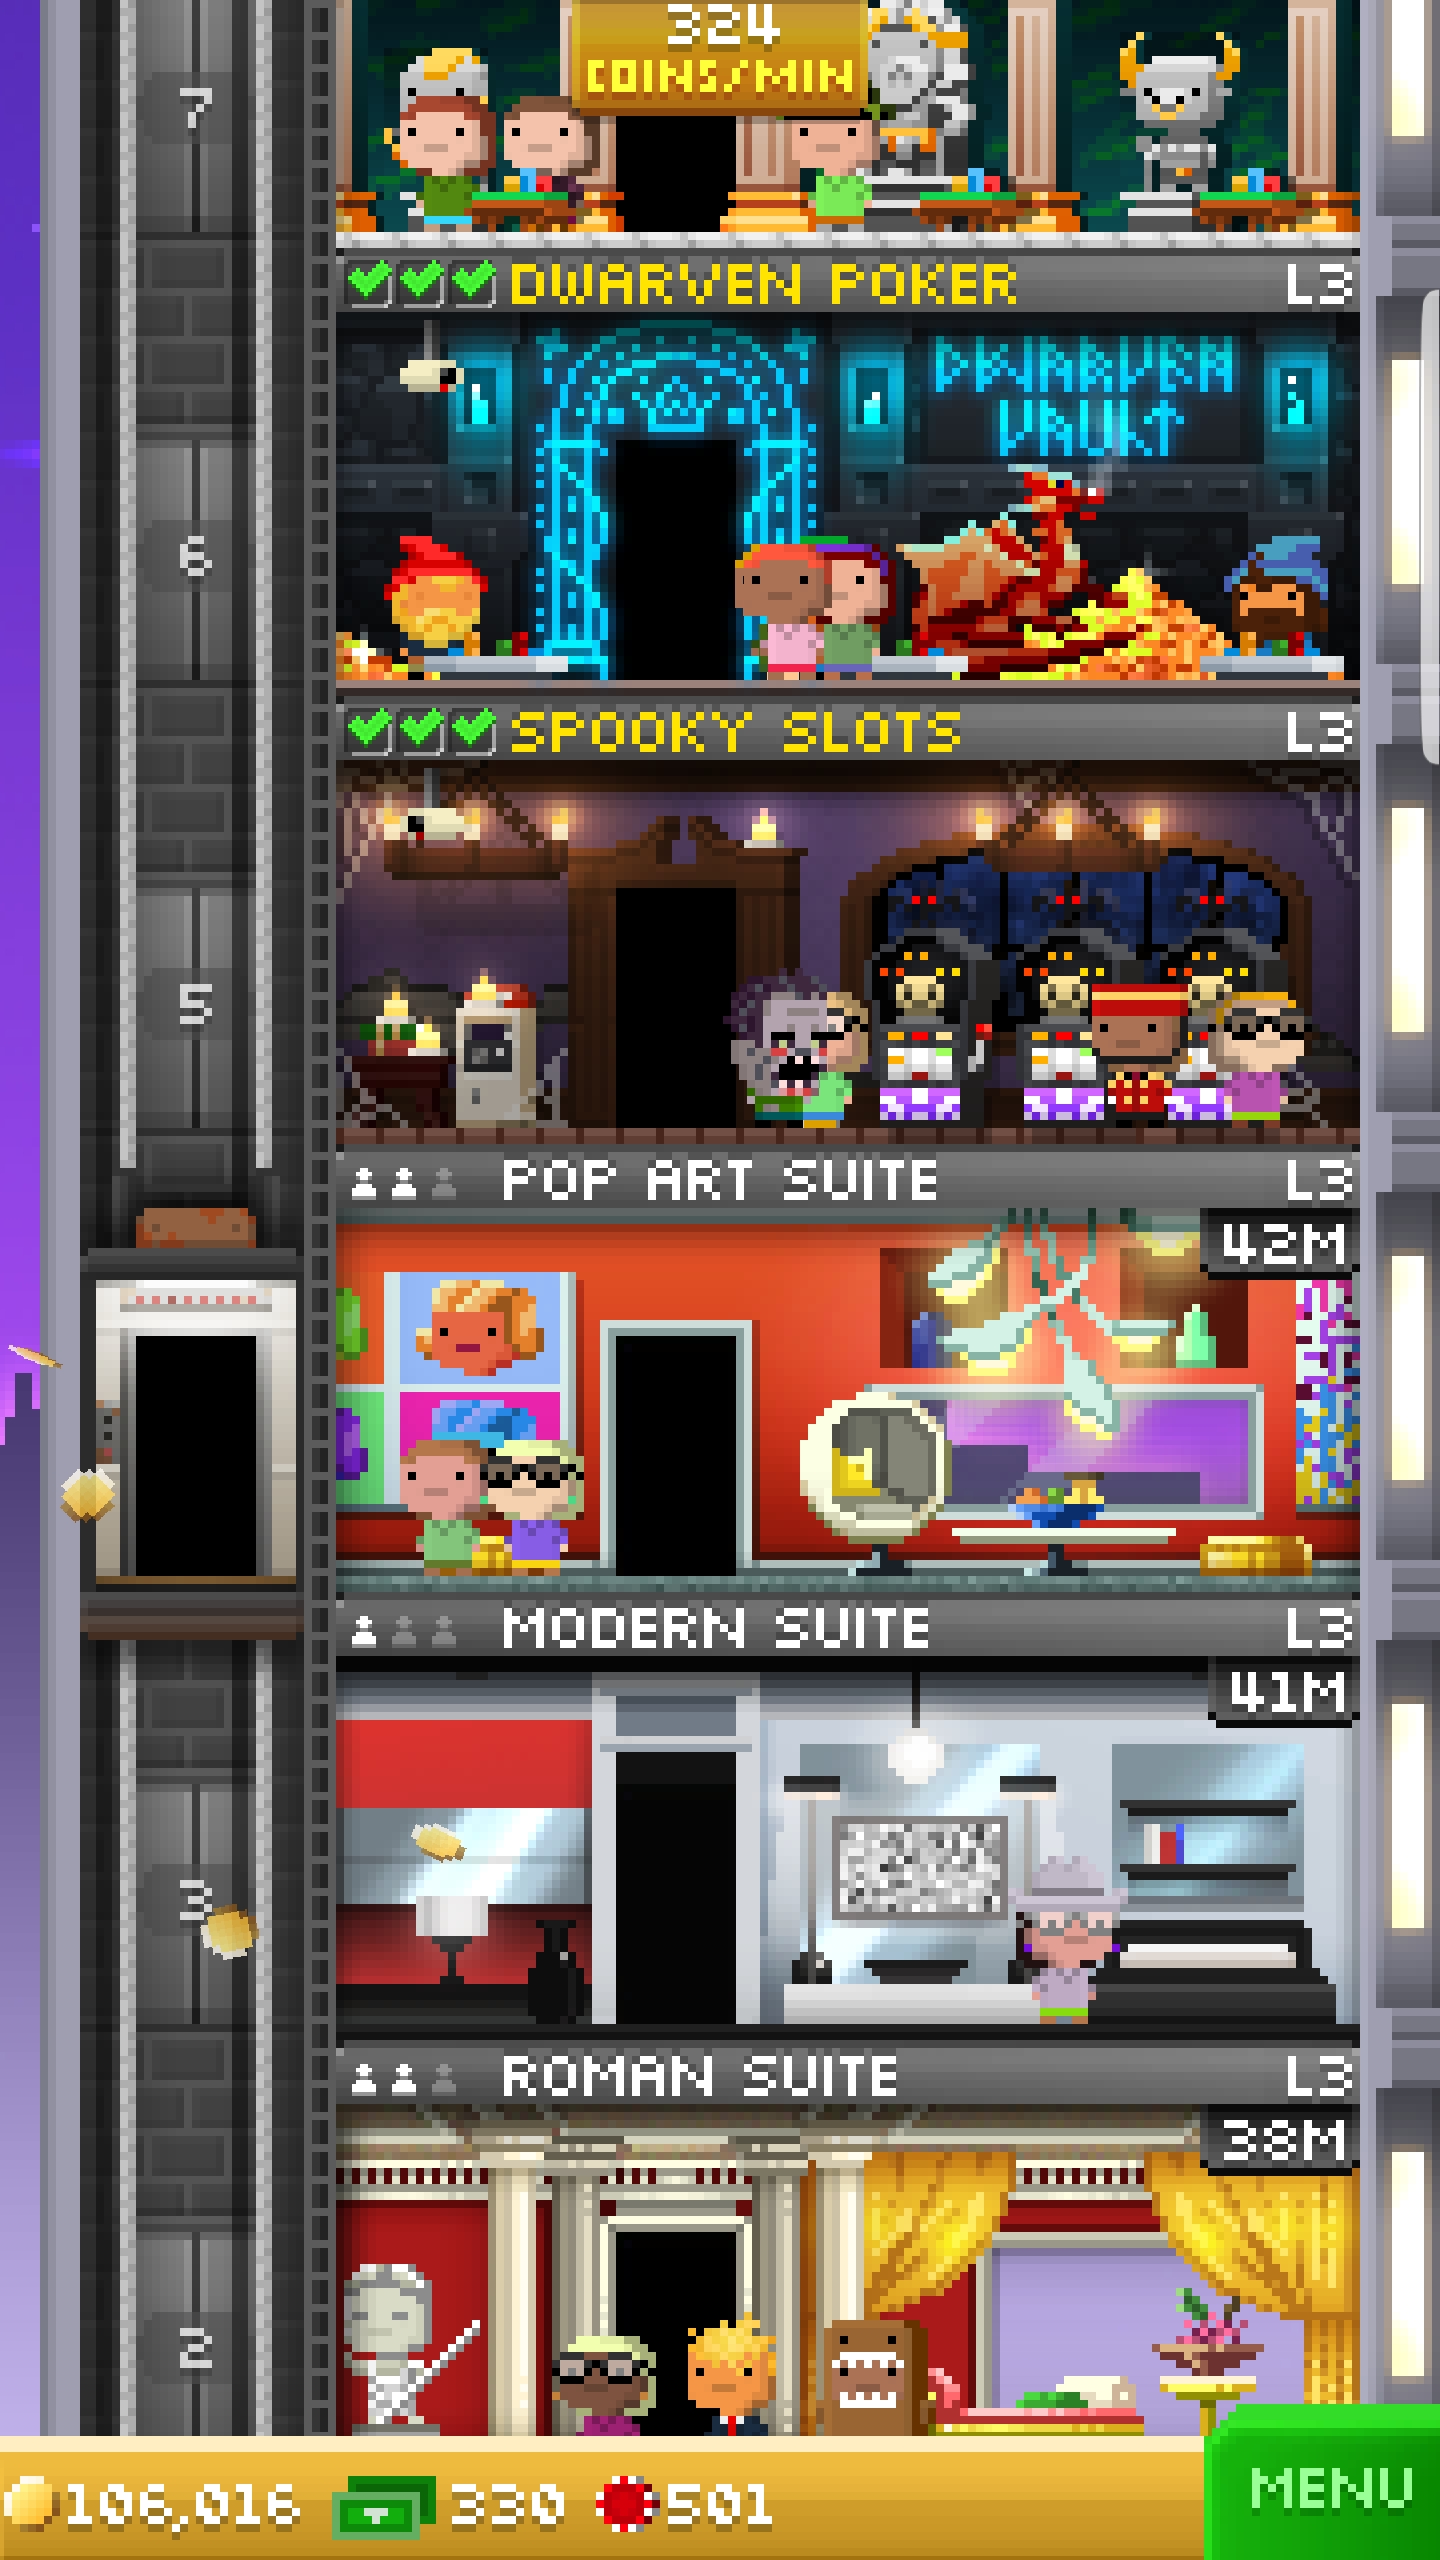 324
COINS/MIN
7
DWARVEN POKER L3
DWARVEN
VAULT
6
SPOOKY SLOTS L3
5
POP ART SUITE L3
42M
MODERN SUITE L3
41M
3
ROMAN SUITE L3
38M
2
106,016 330 501 MENU